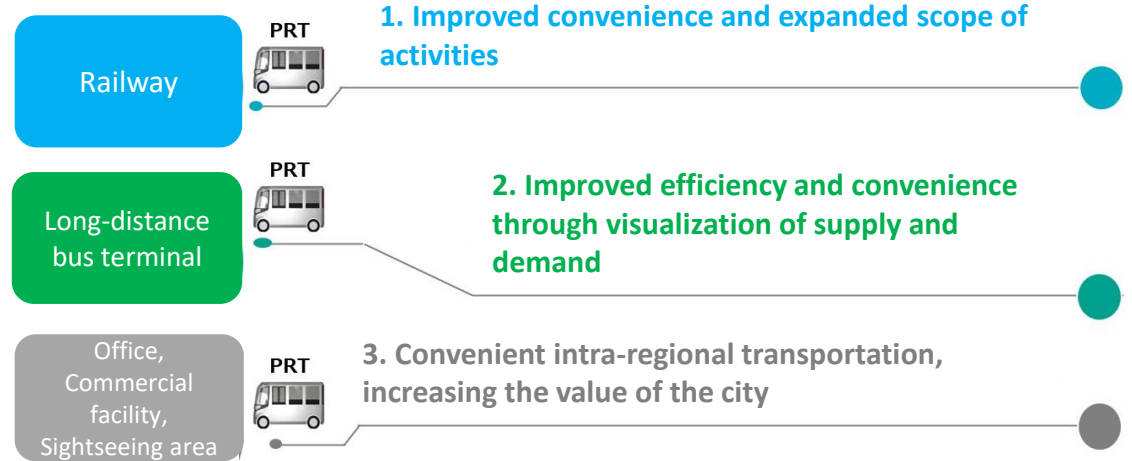 Railway
PRT
1. Improved convenience and expanded scope of
activities
Long-distance
bus terminal
PRT
2. Improved efficiency and convenience
through visualization of supply and
demand
Office,
Commercial
facility,
Sightseeing area
PRT
3. Convenient intra-regional transportation,
increasing the value of the city